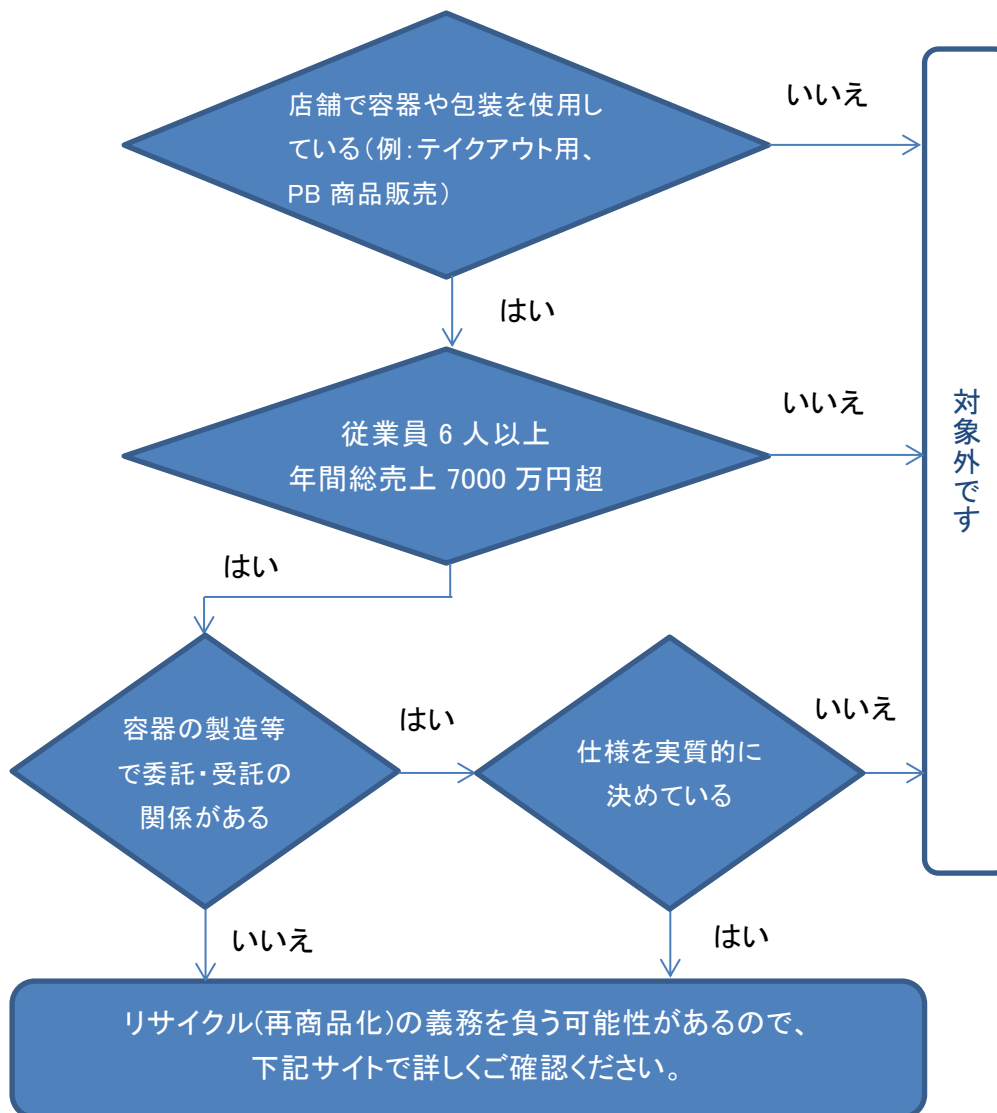 店舗で容器や包装を使用し
ている(例:テイクアウト用、
PB 商品販売)
いいえ
はい
従業員 6 人以上
年間総売上 7000 万円超
いいえ
はい
容器の製造等
で委託・受託の
関係がある
はい
仕様を実質的に
決めている
いいえ
対象外です
いいえ
はい
リサイクル(再商品化)の義務を負う可能性があるので、
下記サイトで詳しくご確認ください。